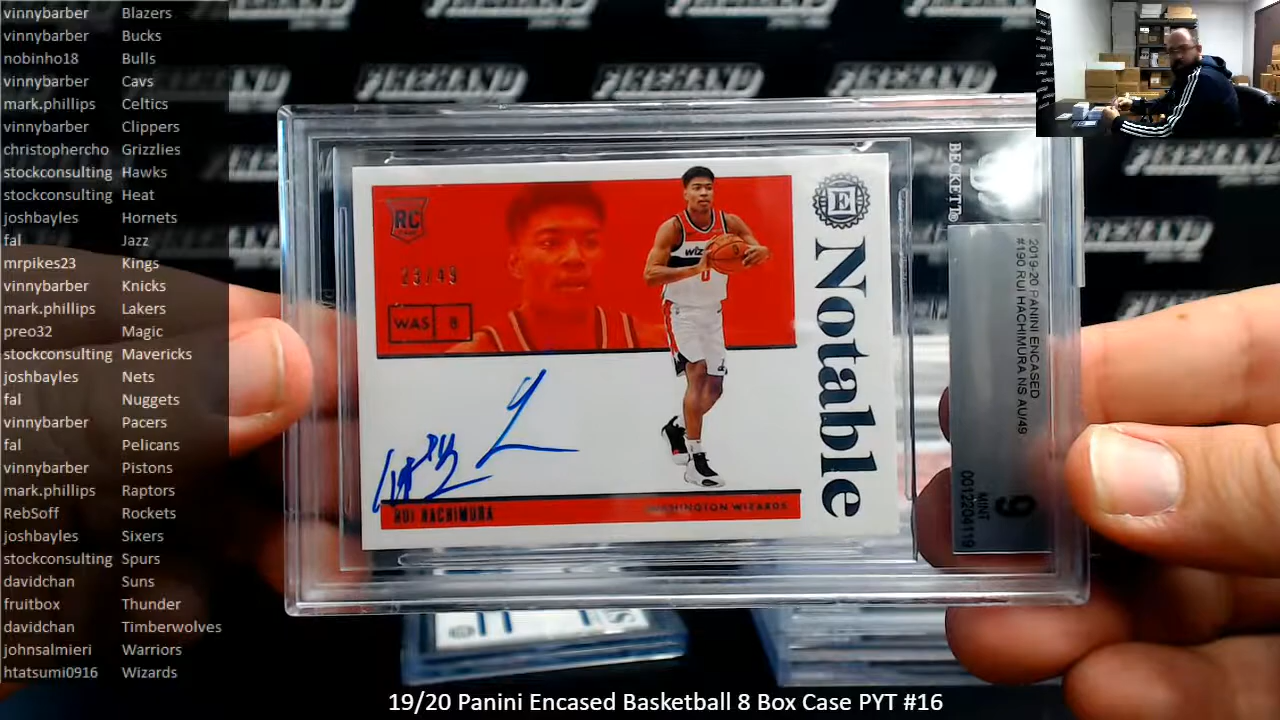 vinnybarber Blazers
vinnybarber Bucks
nobinho18 Bulls
vinnybarber Cavs
mark.phillips Celtics
vinnybarber Clippers
christophercho Grizzlies
stockconsulting Hawks
stockconsulting Heat
joshbayles Hornets
fal Jazz
mrpikes23 Kings
vinnybarber Knicks
mark.phillips Lakers
preo32 Magic
stockconsulting Mavericks
joshbayles Nets
fal Nuggets
vinnybarber Pacers
fal Pelicans
vinnybarber Pistons
mark.phillips Raptors
RebSoff Rockets
joshbayles Sixers
stockconsulting Spurs
davidchan Suns
fruitbox Thunder
davidchan Timberwolves
johnsalmieri Warriors
htatsumi0916 Wizards
FIREHAND FIREHAND FIREHAND FIREHAND
RC
23/49
WAS 8
RUI HACHIMURA
WASHINGTON WIZARDS
E
Notable
BECKETT®
2019-20 PANINI ENCASED
#190 RUI HACHIMURA NS AU/49
9
MINT
0012204119
19/20 Panini Encased Basketball 8 Box Case PYT #16